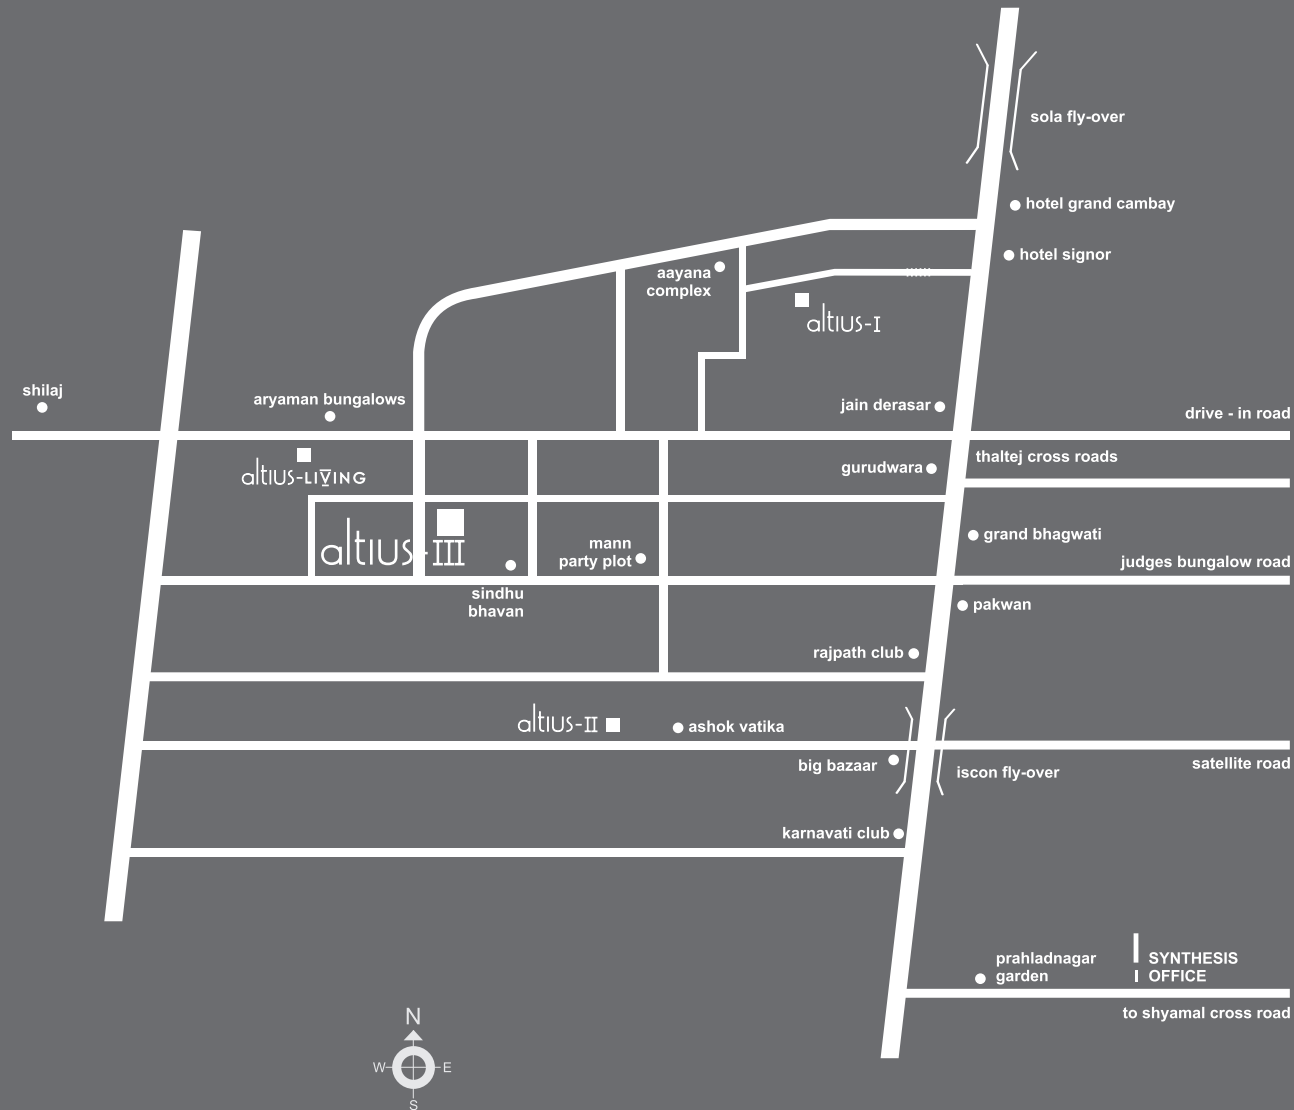 sola fly-over
hotel grand cambay
hotel signor
aayana
complex
altius-I
shilaj
aryaman bungalows
jain derasar
drive - in road
thaltej cross roads
gurudwara
altius-LIVING
altius-III
mann
party plot
grand bhagwati
judges bungalow road
sindhu
bhavan
pakwan
rajpath club
altius-II
ashok vatika
big bazaar
iscon fly-over
satellite road
karnavati club
prahladnagar
garden
SYNTHESIS
OFFICE
to shyamal cross road
N
W E
S